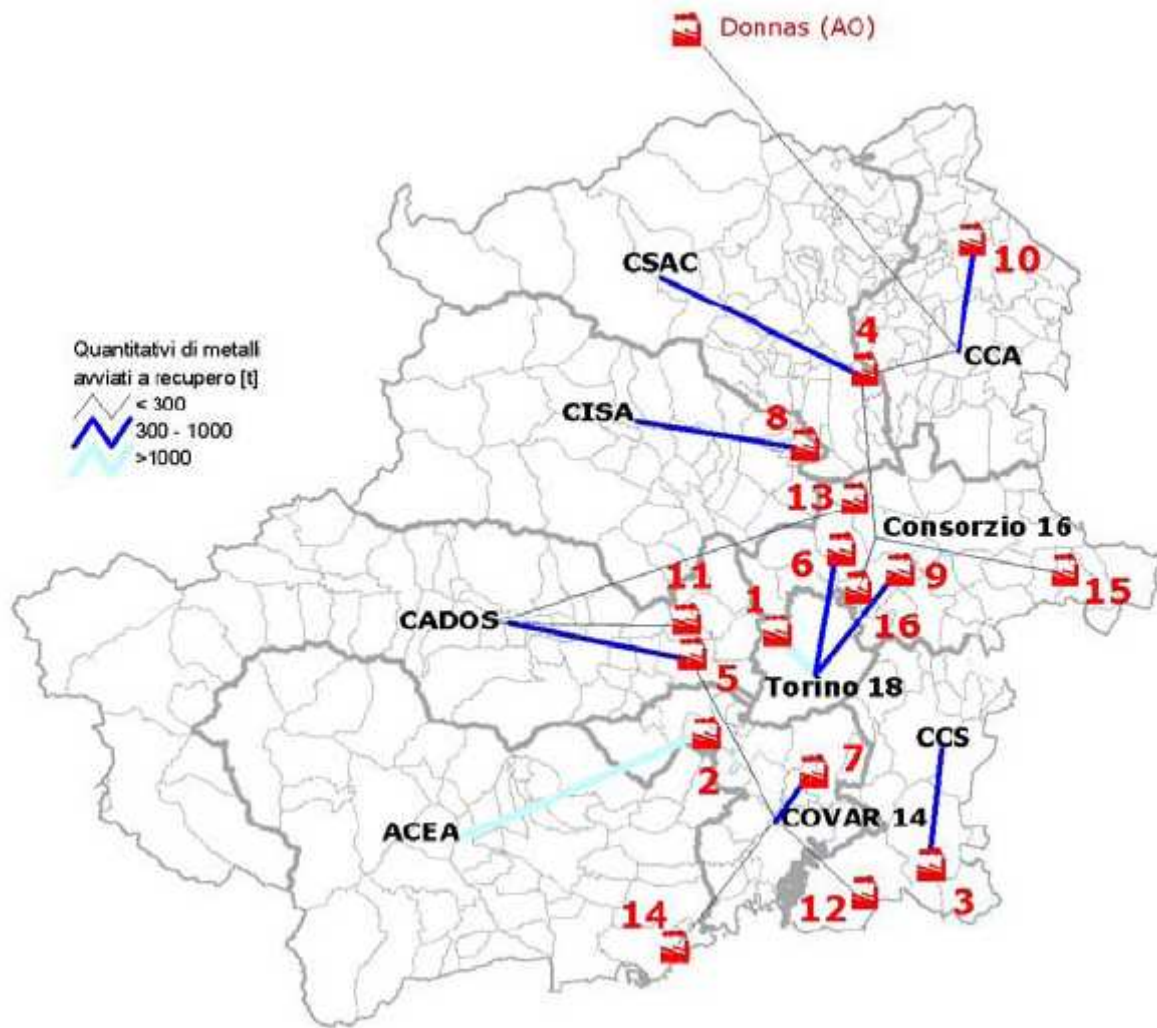 Donnas (AO)
10
CSAC
4
CCA
Quantitativi di metalli
avviati a recupero [t]
< 300
300 - 1000
>1000
CISA
8
13
Consorzio 16
6
9
11
1
15
CADOS
16
5
Torino 18
CCS
7
2
ACEA
COVAR 14
3
12
14